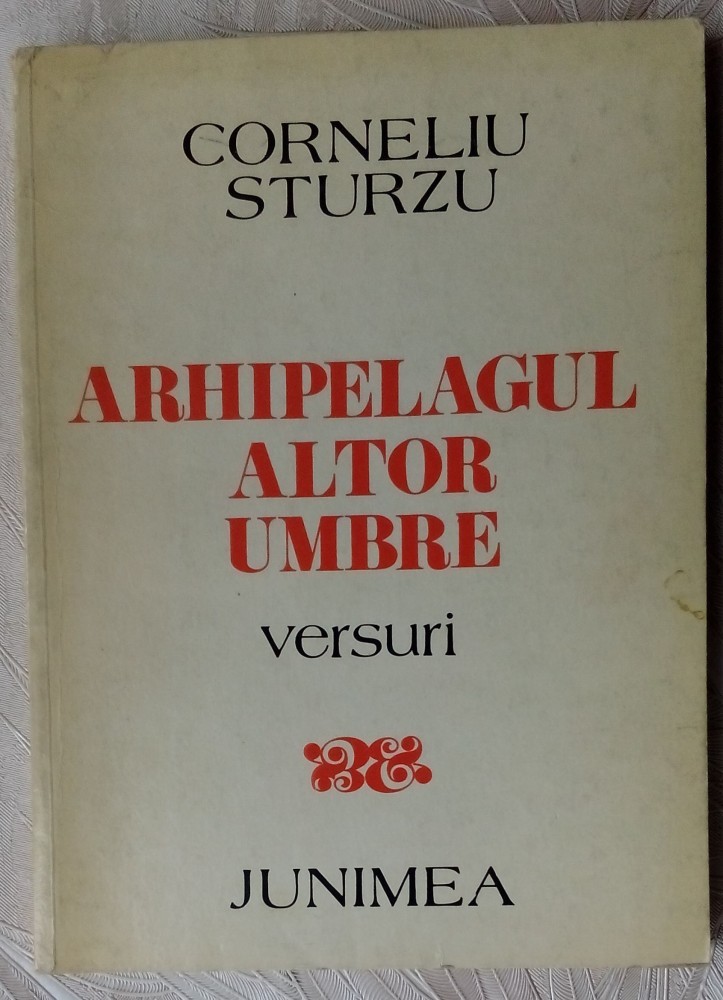 CORNELIU
STURZU
ARHIPELAGUL
ALTOR
UMBRE
versuri
JUNIMEA